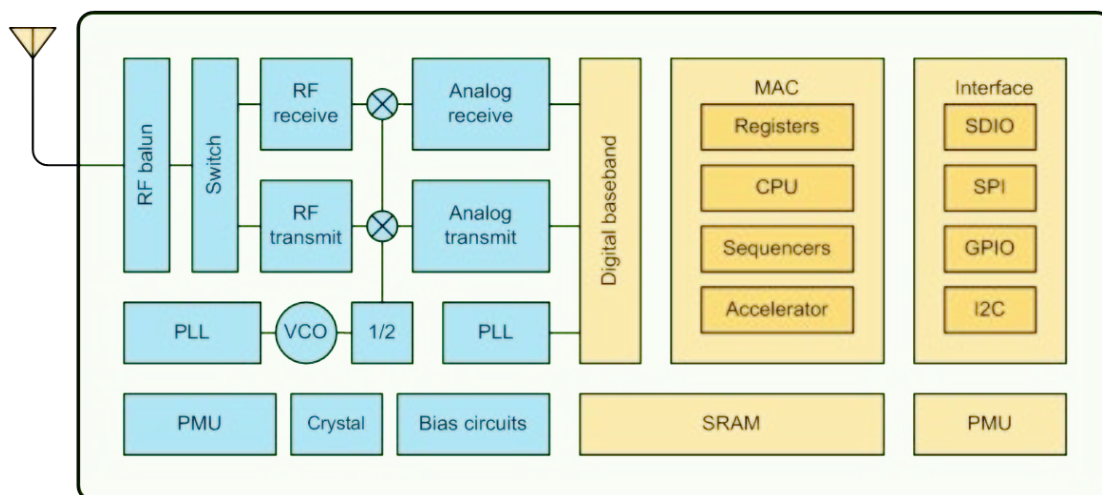 RF balun
Switch
RF
receive
Analog
receive
RF
transmit
Analog
transmit
PLL
VCO
1/2
PLL
Digital baseband
MAC
Registers
CPU
Sequencers
Accelerator
Interface
SDIO
SPI
GPIO
I2C
PMU
Crystal
Bias circuits
SRAM
PMU